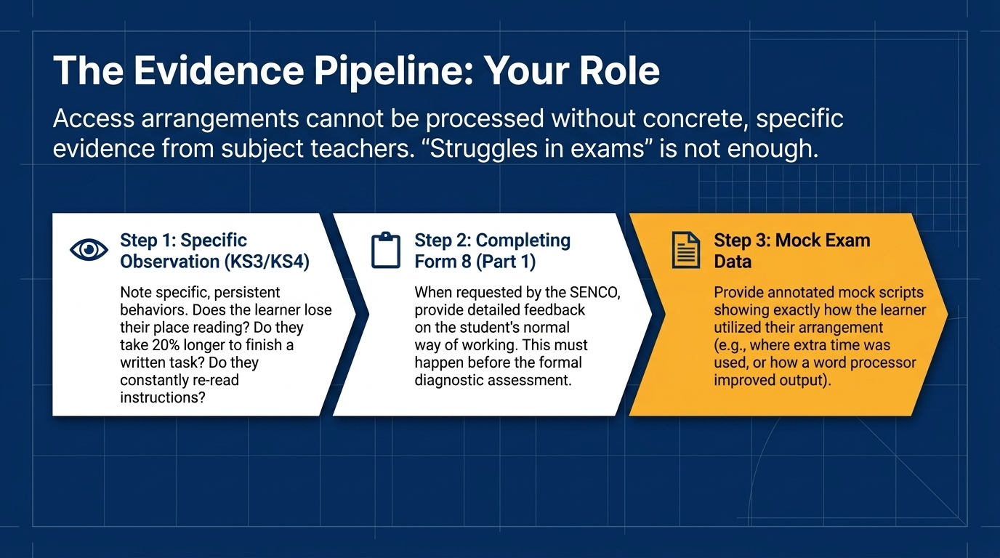 The Evidence Pipeline: Your Role
Access arrangements cannot be processed without concrete, specific
evidence from subject teachers. “Struggles in exams” is not enough.
Step 1: Specific
Observation (KS3/KS4)
Note specific, persistent
behaviors. Does the learner lose
their place reading? Do they
take 20% longer to finish a
written task? Do they
constantly re-read
instructions?
Step 2: Completing
Form 8 (Part 1)
When requested by the SENCO,
provide detailed feedback
on the student's normal
way of working. This must
happen before the formal
diagnostic assessment.
Step 3: Mock Exam
Data
Provide annotated mock scripts
showing exactly how the learner
utilized their arrangement
(e.g., where extra time was
used, or how a word processor
improved output).